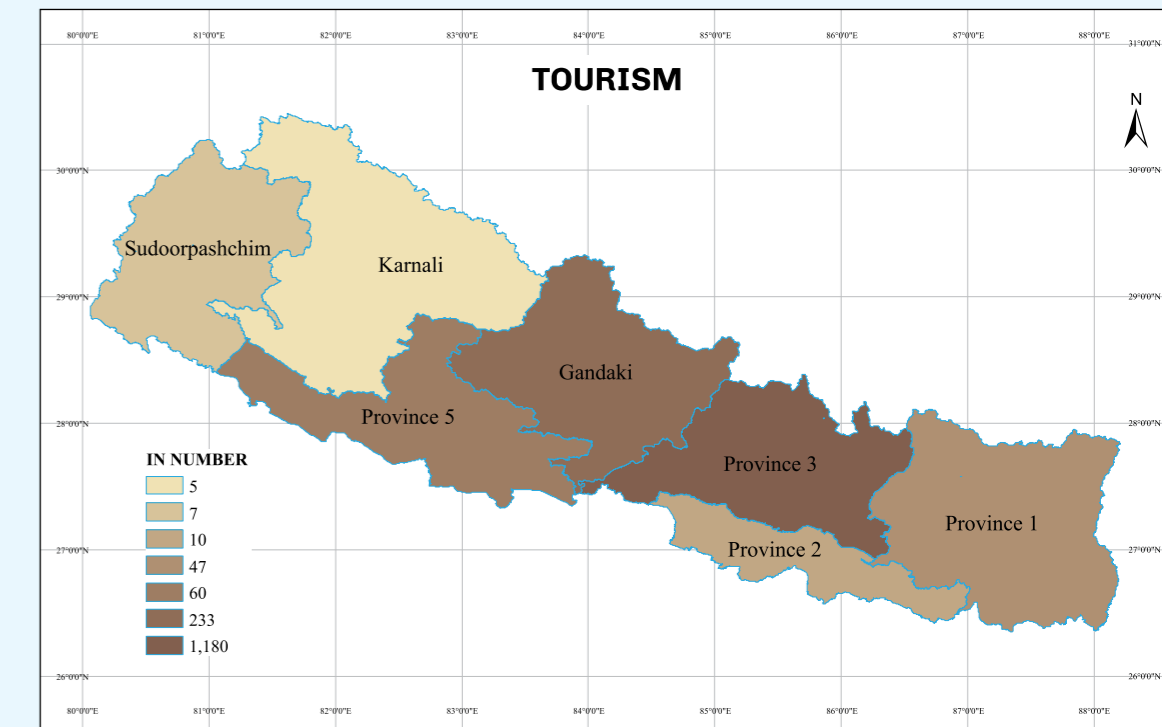 80°0'0"E 81°0'0"E 82°0'0"E 83°0'0"E 84°0'0"E 85°0'0"E 86°0'0"E 87°0'0"E 88°0'0"E
31°0'0"N
TOURISM
N
30°0'0"N 30°0'0"N
Sudoorpashchim
Karnali
29°0'0"N 29°0'0"N
Gandaki
Province 5
28°0'0"N 28°0'0"N
Province 3
Province 1
Province 2
27°0'0"N 27°0'0"N
IN NUMBER
5
7
10
47
60
233
1,180
26°0'0"N 26°0'0"N
80°0'0"E 81°0'0"E 82°0'0"E 83°0'0"E 84°0'0"E 85°0'0"E 86°0'0"E 87°0'0"E 88°0'0"E